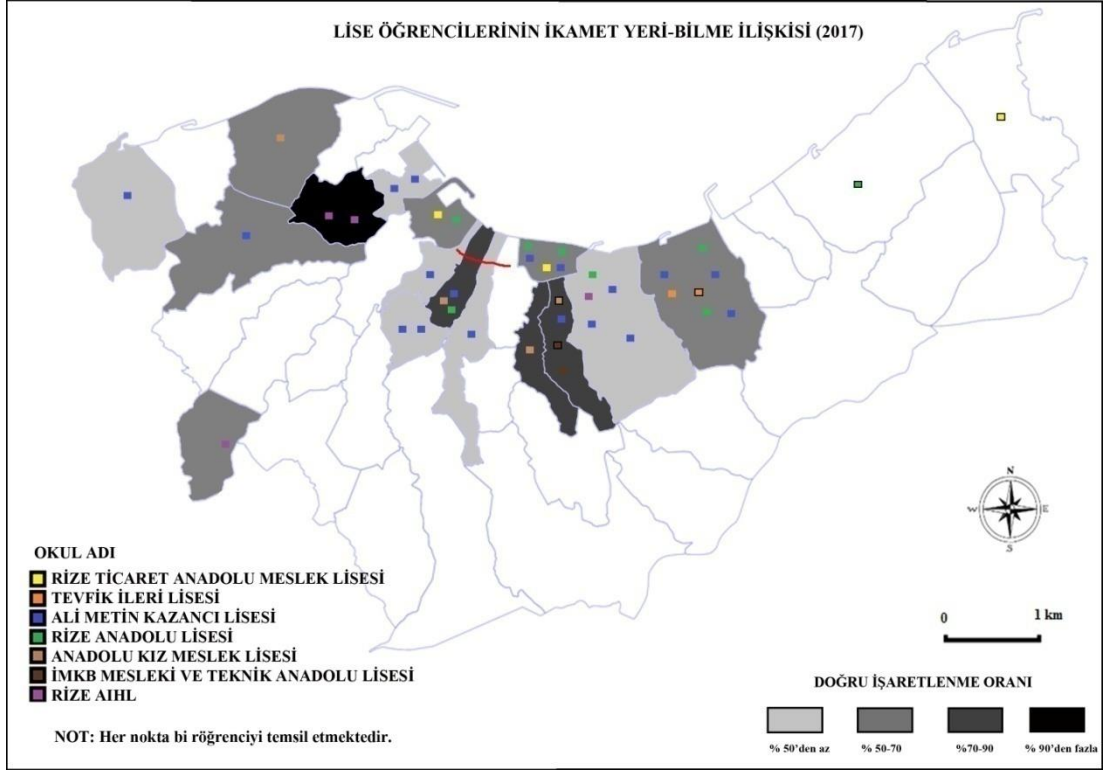 LİSE ÖĞRENCİLERİNİN İKAMET YERİ-BİLME İLİŞKİSİ (2017)
N
W
E
S
OKUL ADI
RİZE TİCARET ANADOLU MESLEK LİSESİ
TEVFİK İLERİ LİSESİ
ALİ METİN KAZANCI LİSESİ
RİZE ANADOLU LİSESİ
ANADOLU KIZ MESLEK LİSESİ
İMKB MESLEKİ VE TEKNİK ANADOLU LİSESİ
RİZE AIHL
NOT: Her nokta bi röğrenciyi temsil etmektedir.
0 1 km
DOĞRU İŞARETLENME ORANI
% 50'den az % 50-70 %70-90 % 90'den fazla